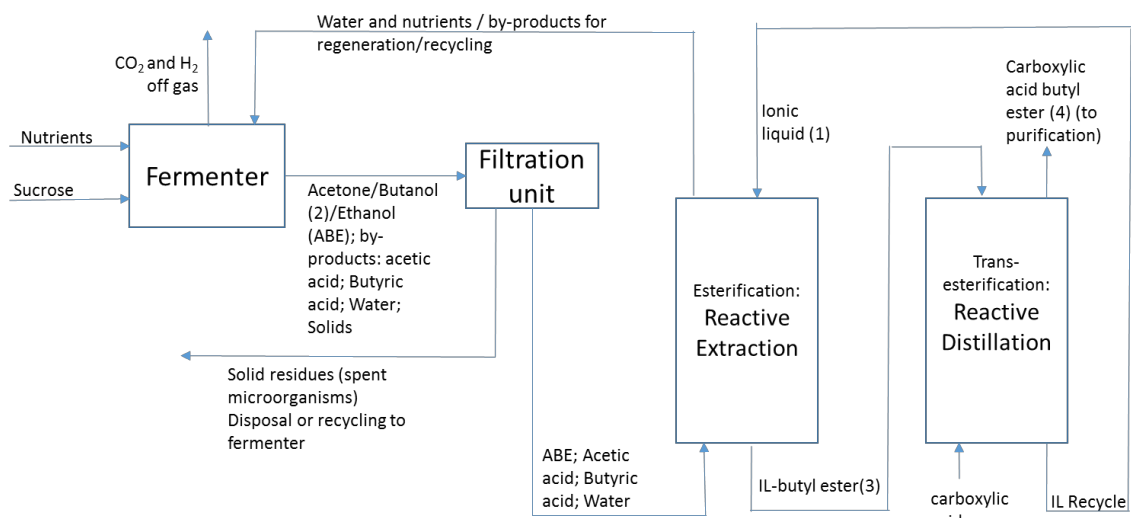 Water and nutrients / by-products for
regeneration/recycling
CO2 and H2
off gas
Nutrients
Sucrose
Fermenter
Filtration
unit
Acetone/Butanol
(2)/Ethanol
(ABE); by-
products: acetic
acid; Butyric
acid; Water;
Solids
Solid residues (spent
microorganisms)
Disposal or recycling to
fermenter
ABE; Acetic
acid; Butyric
acid; Water
Ionic
liquid (1)
Esterification:
Reactive
Extraction
IL-butyl ester(3)
Carboxylic
acid butyl
ester (4) (to
purification)
Trans-
esterification:
Reactive
Distillation
carboxylic
IL Recycle